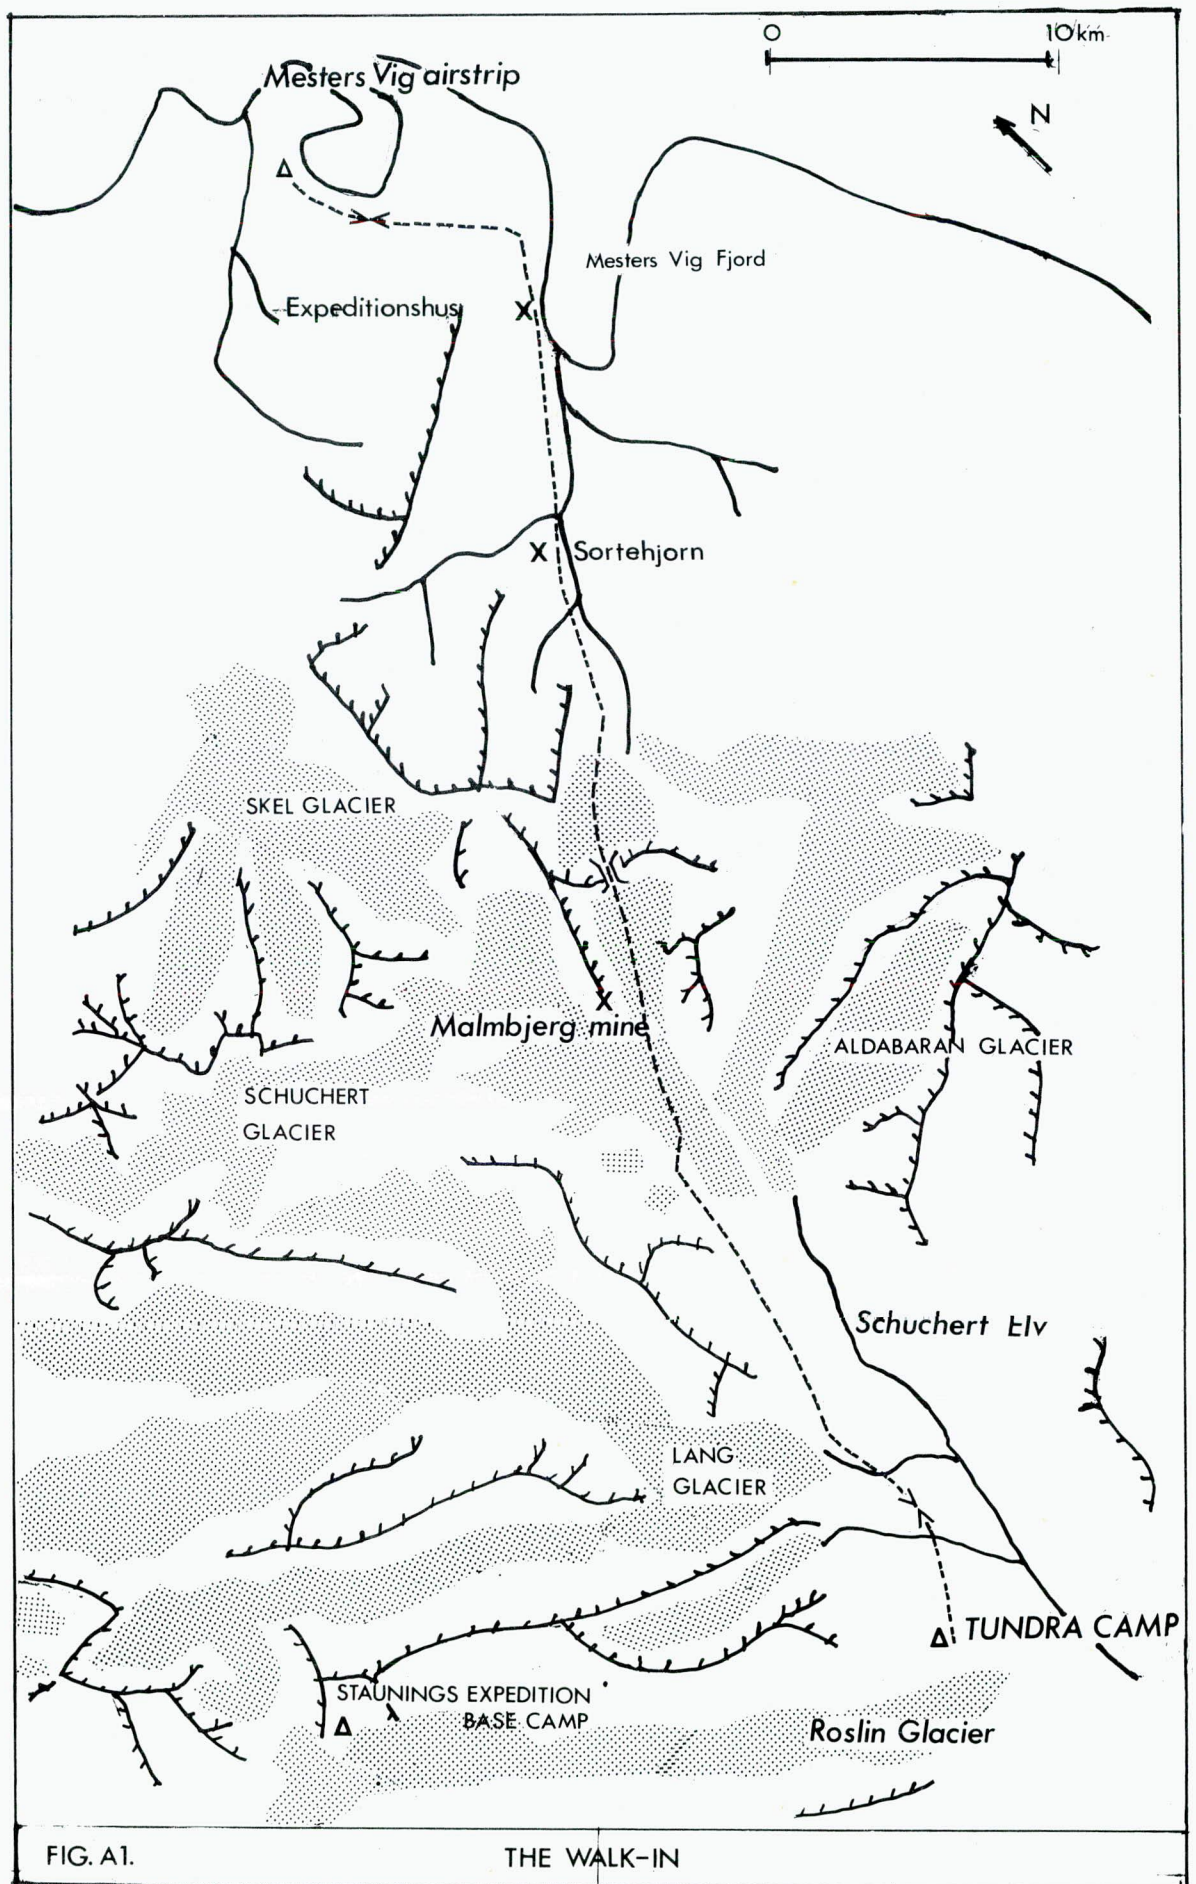 0 10km
Mesters Vig airstrip
N
Mesters Vig Fjord
Expeditionshus
X
X Sortehjorn
SKEL GLACIER
X
Malmbjerg mine
ALDABARAN GLACIER
SCHUCHERT
GLACIER
Schuchert Elv
LANG
GLACIER
TUNDRA CAMP
STAUNINGS EXPEDITION
BASE CAMP
Roslin Glacier
FIG. A1. THE WALK-IN